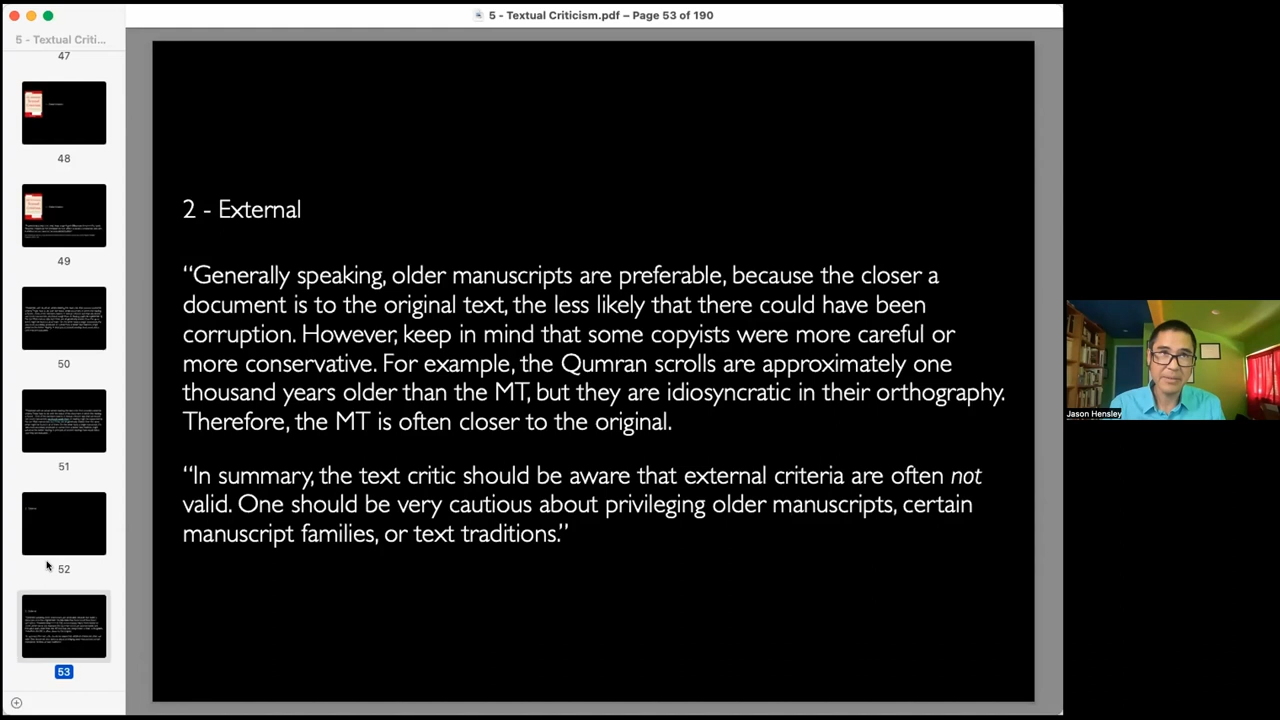 5 - Textual Criticism.pdf – Page 53 of 190
5 - Textual Criti...
47
48
49
50
51
52
53
2 - External
“Generally speaking, older manuscripts are preferable, because the closer a
document is to the original text, the less likely that there could have been
corruption. However, keep in mind that some copyists were more careful or
more conservative. For example, the Qumran scrolls are approximately one
thousand years older than the MT, but they are idiosyncratic in their orthography.
Therefore, the MT is often closer to the original.
“In summary, the text critic should be aware that external criteria are often not
valid. One should be very cautious about privileging older manuscripts, certain
manuscript families, or text traditions.”
Jason Hensley